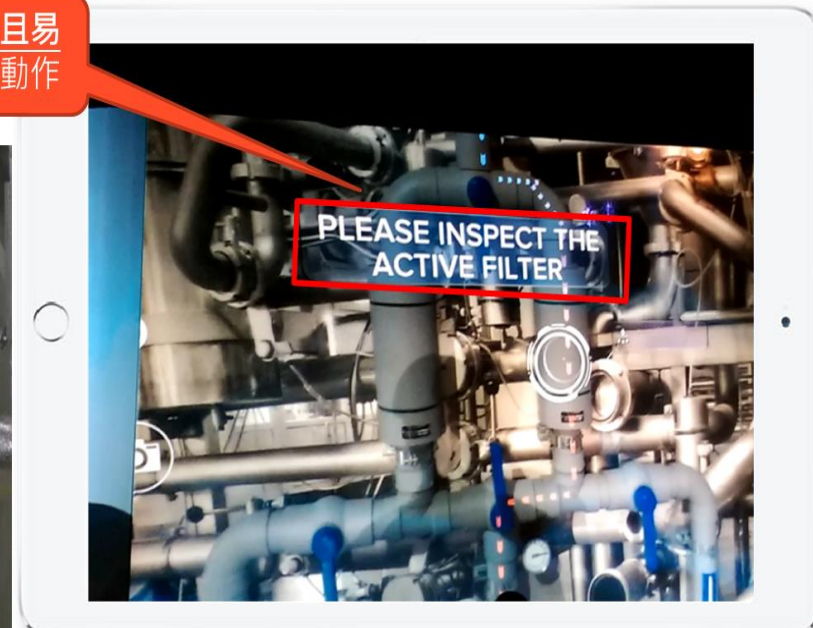 且易
動作
PLEASE INSPECT THE
ACTIVE FILTER